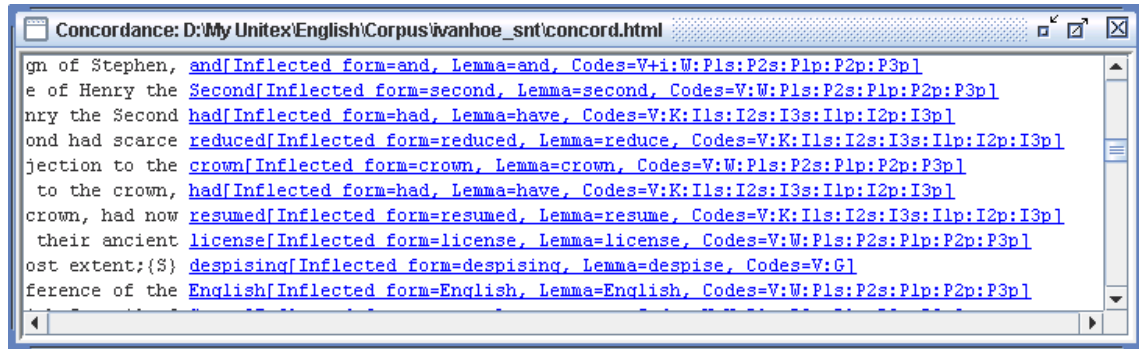 Concordance: D:\My Unitex\English\Corpus\ivanhoe_snt\concord.html
gn of Stephen, and[Inflected form=and, Lemma=and, Codes=V+i:W:P1s:P2s:P1p:P2p:P3p]
e of Henry the Second[Inflected form=second, Lemma=second, Codes=V:W:P1s:P2s:P1p:P2p:P3p]
nry the Second had[Inflected form=had, Lemma=have, Codes=V:K:I1s:I2s:I3s:I1p:I2p:I3p]
ond had scarce reduced[Inflected form=reduced, Lemma=reduce, Codes=V:K:I1s:I2s:I3s:I1p:I2p:I3p]
jection to the crown[Inflected form=crown, Lemma=crown, Codes=V:W:P1s:P2s:P1p:P2p:P3p]
to the crown, had[Inflected form=had, Lemma=have, Codes=V:K:I1s:I2s:I3s:I1p:I2p:I3p]
crown, had now resumed[Inflected form=resumed, Lemma=resume, Codes=V:K:I1s:I2s:I3s:I1p:I2p:I3p]
their ancient license[Inflected form=license, Lemma=license, Codes=V:W:P1s:P2s:P1p:P2p:P3p]
ost extent;{S} despising[Inflected form=despising, Lemma=despise, Codes=V:G]
ference of the English[Inflected form=English, Lemma=English, Codes=V:W:P1s:P2s:P1p:P2p:P3p]